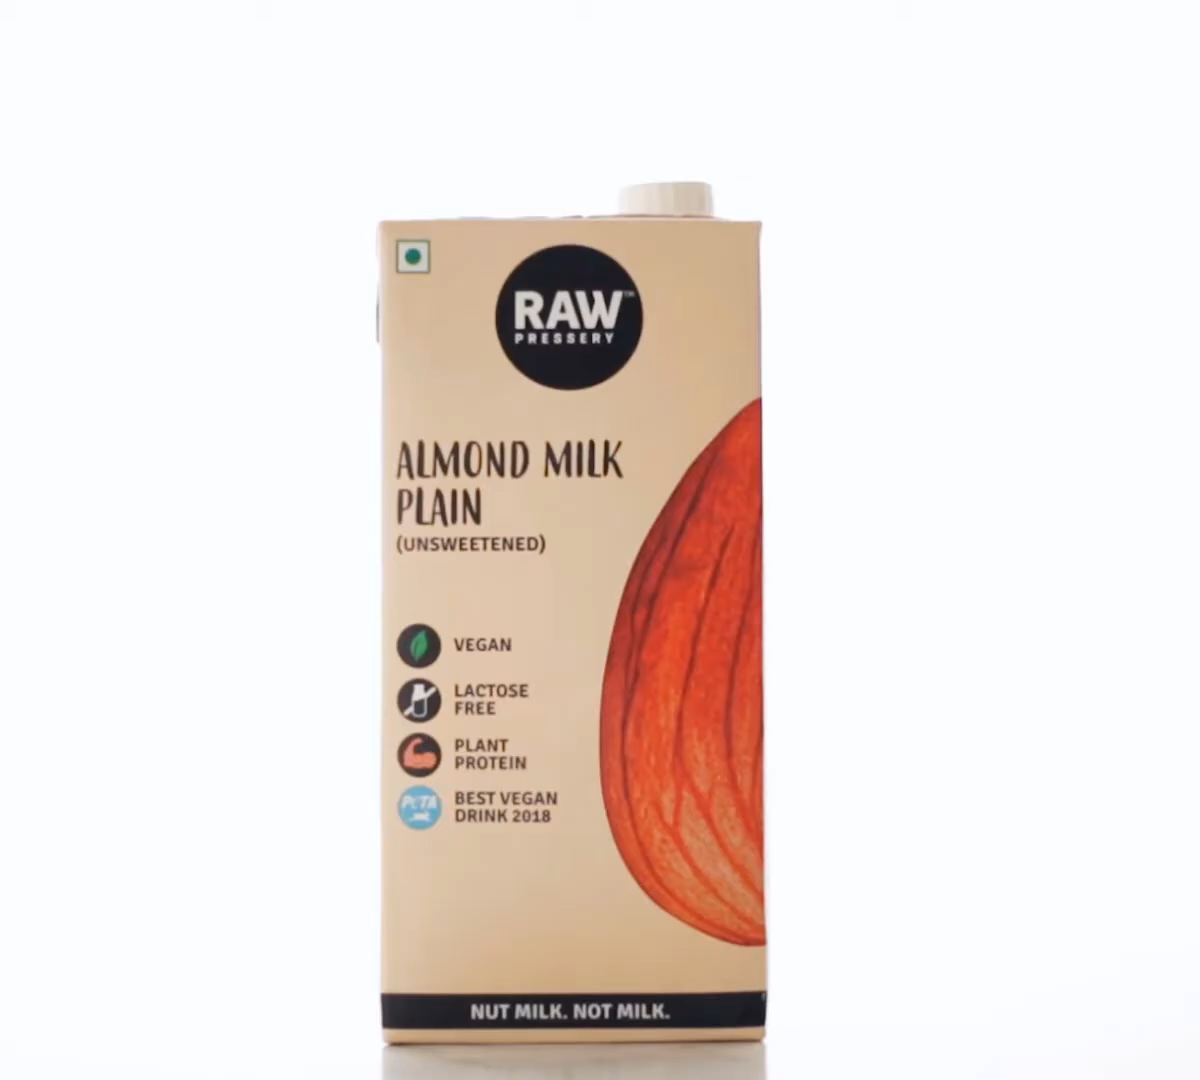 RAW™
PRESSERY
ALMOND MILK
PLAIN
(UNSWEETENED)
VEGAN
LACTOSE
FREE
PLANT
PROTEIN
PETA
BEST VEGAN
DRINK 2018
NUT MILK. NOT MILK.